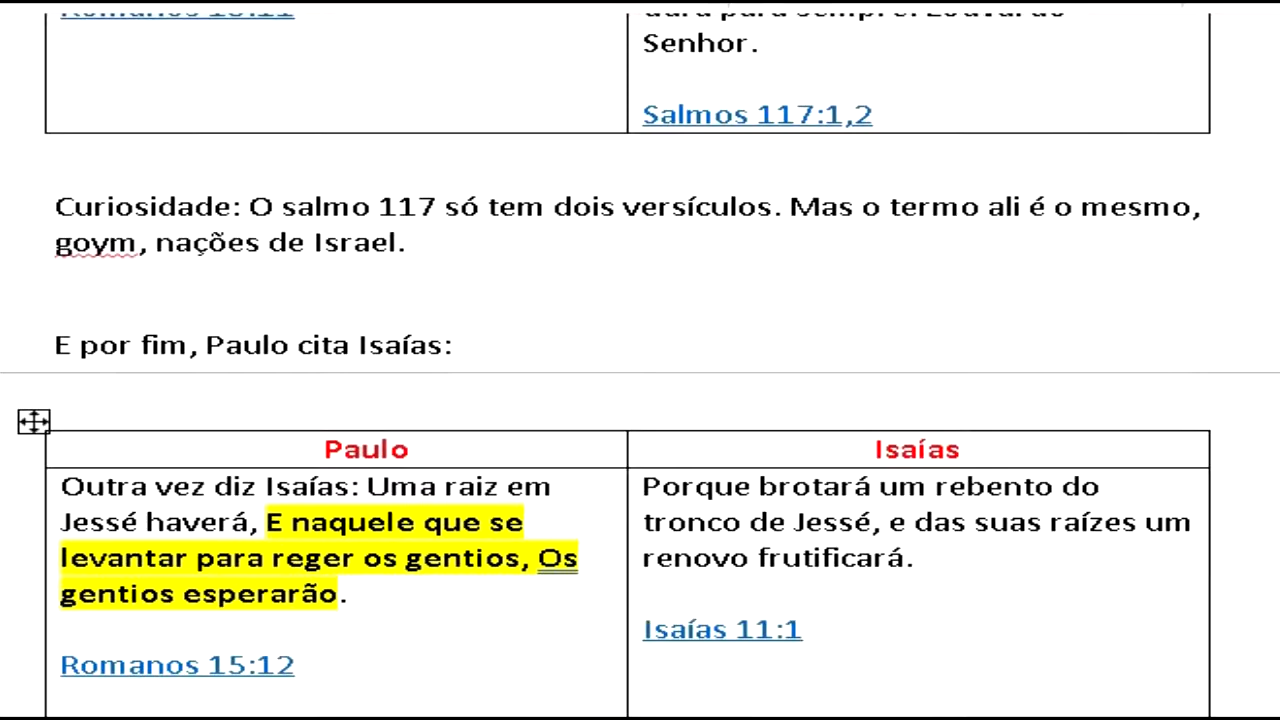 Senhor.
Salmos 117:1,2
Curiosidade: O salmo 117 só tem dois versículos. Mas o termo ali é o mesmo,
goym, nações de Israel.
E por fim, Paulo cita Isaías:
Paulo
Isaías
Outra vez diz Isaías: Uma raiz em
Jessé haverá, E naquele que se
levantar para reger os gentios, Os
gentios esperarão.
Romanos 15:12
Porque brotará um rebento do
tronco de Jessé, e das suas raízes um
renovo frutificará.
Isaías 11:1